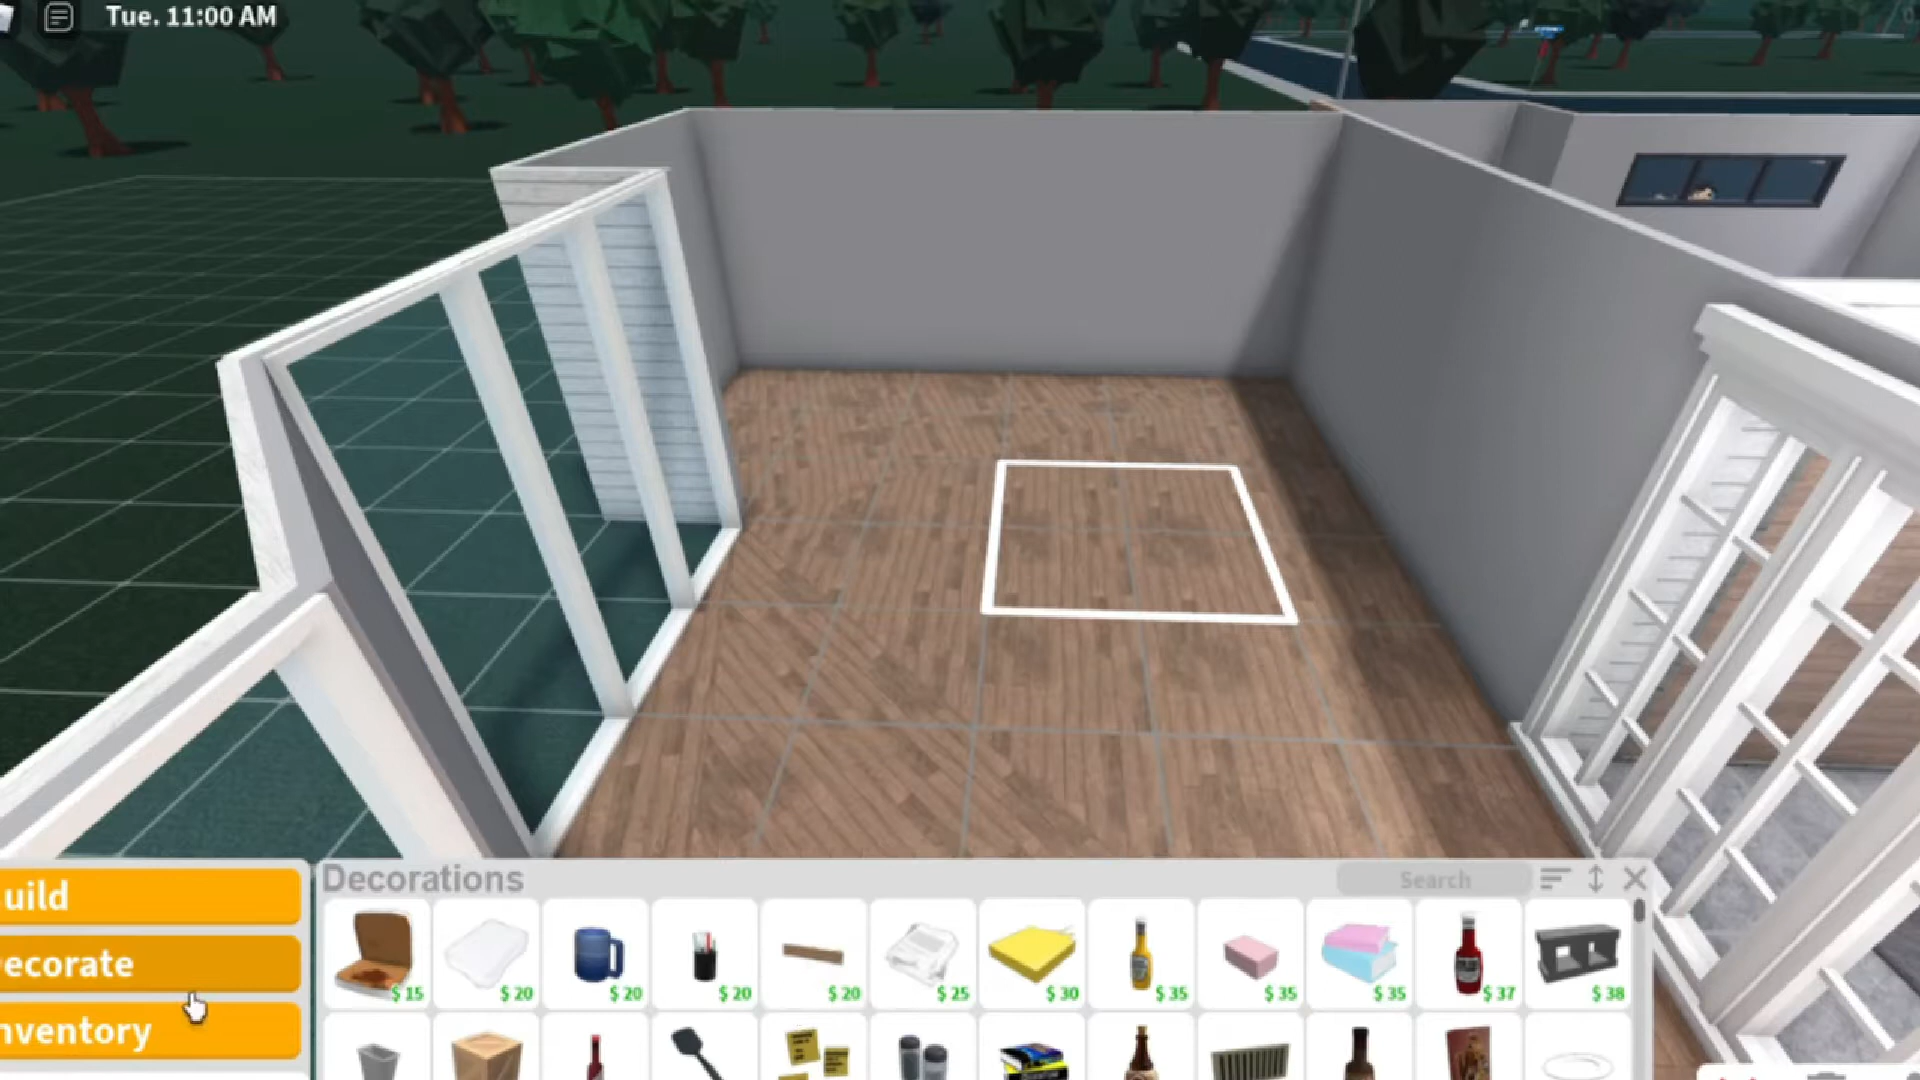 Tue. 11:00 AM
Decorations
Search
uild
ecorate
nventory
$ 15
$ 20
$ 20
$ 20
$ 20
$ 25
$ 30
$ 35
$ 35
$ 35
$ 37
$ 38